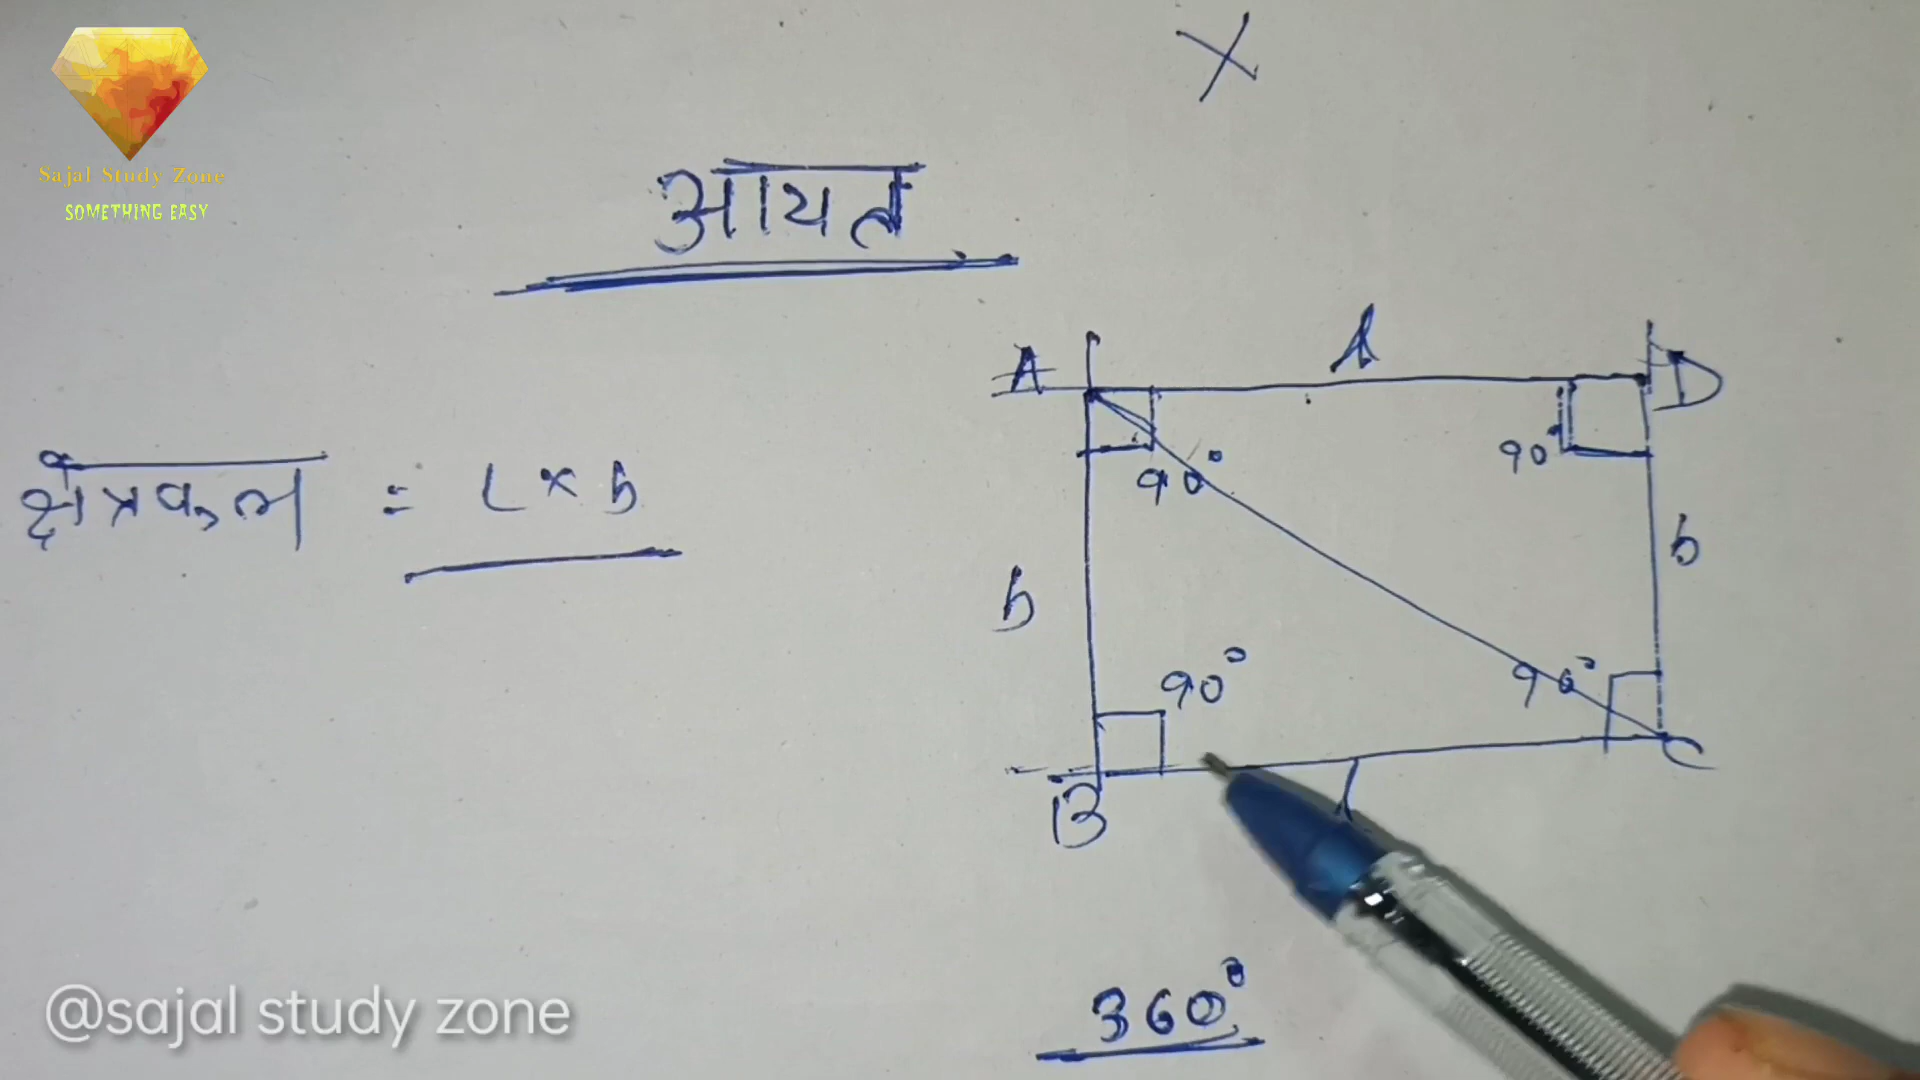 Sajal Study Zone
SOMETHING EASY
X
आयत
A
l
D
90°
90°
क्षेत्रफल = L × b
b
b
90°
90°
B
l
C
360°
@sajal study zone